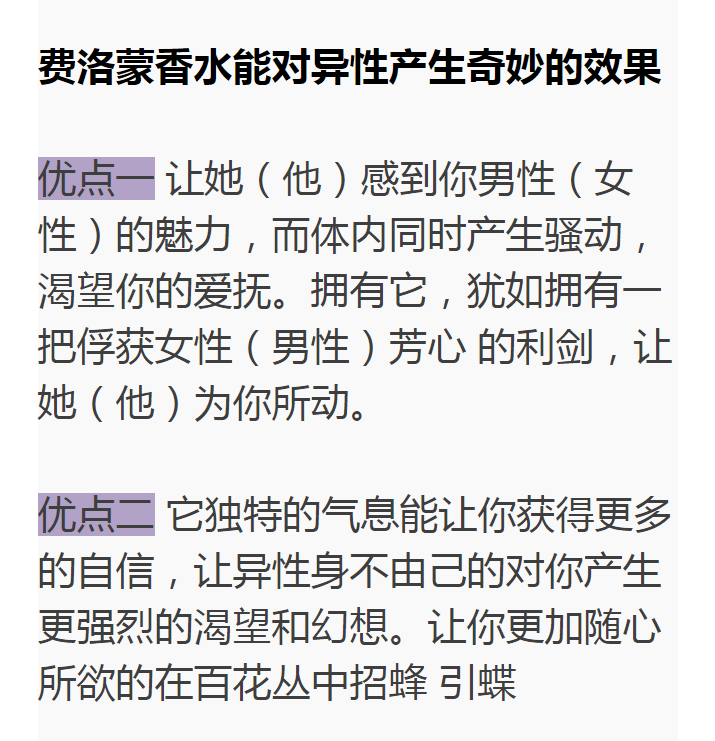 费洛蒙香水能对异性产生奇妙的效果
优点一 让她（他）感到你男性（女
性）的魅力，而体内同时产生骚动，
渴望你的爱抚。拥有它，犹如拥有一
把俘获女性（男性）芳心 的利剑，让
她（他）为你所动。
优点二 它独特的气息能让你获得更多
的自信，让异性身不由己的对你产生
更强烈的渴望和幻想。让你更加随心
所欲的在百花丛中招蜂 引蝶